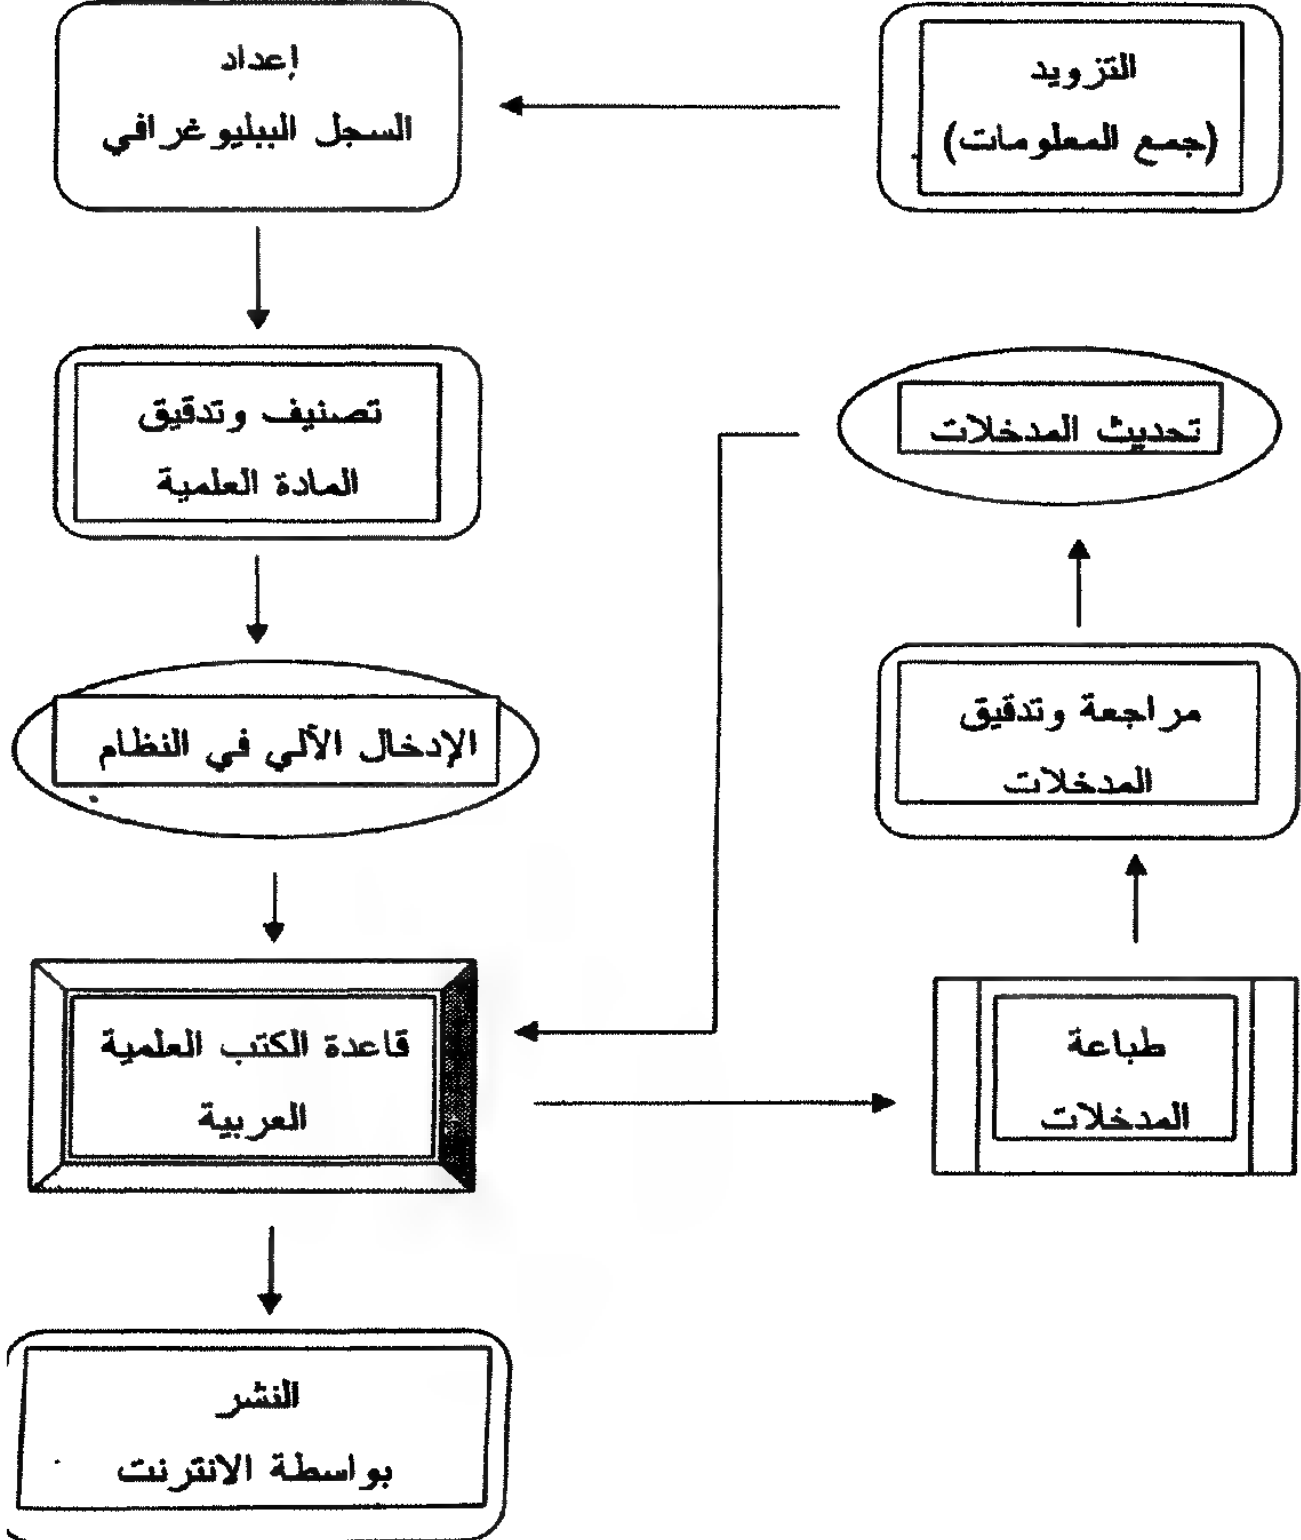 التزويد
(جمع المعلومات)
إعداد
السجل الببليوغرافي
تصنيف وتدقيق
المادة العلمية
الإدخال الآلي في النظام
قاعدة الكتب العلمية
العربية
طباعة
المدخلات
مراجعة وتدقيق
المدخلات
تحديث المدخلات
النشر
بواسطة الانترنت